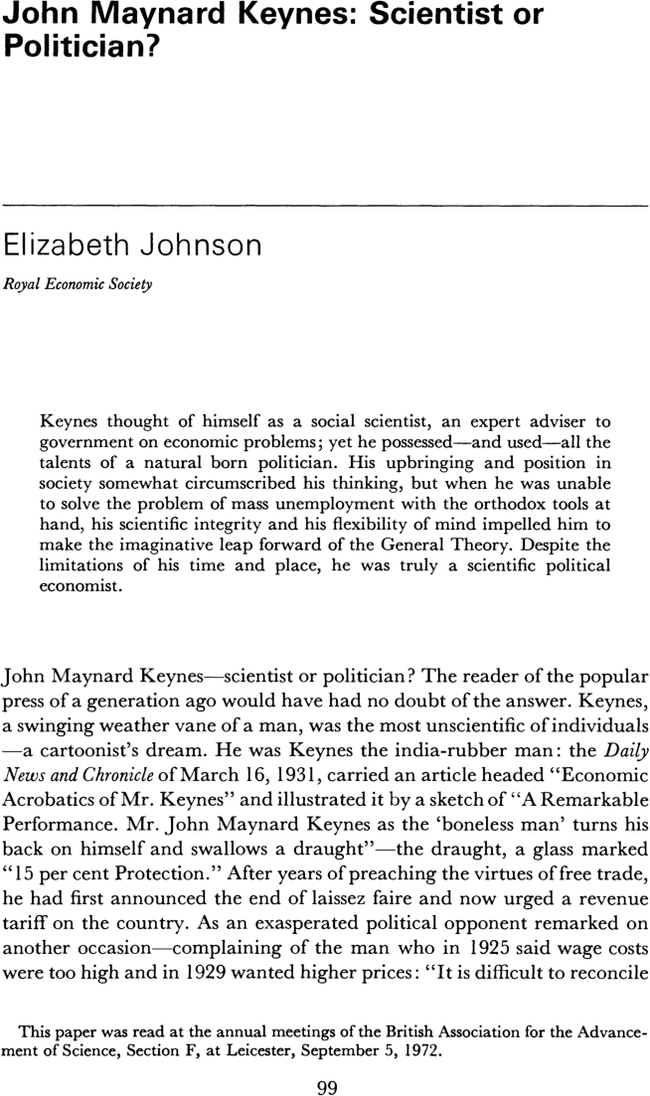 John Maynard Keynes: Scientist or
Politician?
Elizabeth Johnson
Royal Economic Society
Keynes thought of himself as a social scientist, an expert adviser to
government on economic problems; yet he possessed—and used—all the
talents of a natural born politician. His upbringing and position in
society somewhat circumscribed his thinking, but when he was unable
to solve the problem of mass unemployment with the orthodox tools at
hand, his scientific integrity and his flexibility of mind impelled him to
make the imaginative leap forward of the General Theory. Despite the
limitations of his time and place, he was truly a scientific political
economist.
John Maynard Keynes—scientist or politician? The reader of the popular
press of a generation ago would have had no doubt of the answer. Keynes,
a swinging weather vane of a man, was the most unscientific of individuals
—a cartoonist's dream. He was Keynes the india-rubber man: the Daily
News and Chronicle of March 16, 1931, carried an article headed "Economic
Acrobatics of Mr. Keynes" and illustrated it by a sketch of "A Remarkable
Performance. Mr. John Maynard Keynes as the 'boneless man' turns his
back on himself and swallows a draught"—the draught, a glass marked
"15 per cent Protection." After years of preaching the virtues of free trade,
he had first announced the end of laissez faire and now urged a revenue
tariff on the country. As an exasperated political opponent remarked on
another occasion—complaining of the man who in 1925 said wage costs
were too high and in 1929 wanted higher prices: "It is difficult to reconcile
This paper was read at the annual meetings of the British Association for the Advance-
ment of Science, Section F, at Leicester, September 5, 1972.
99